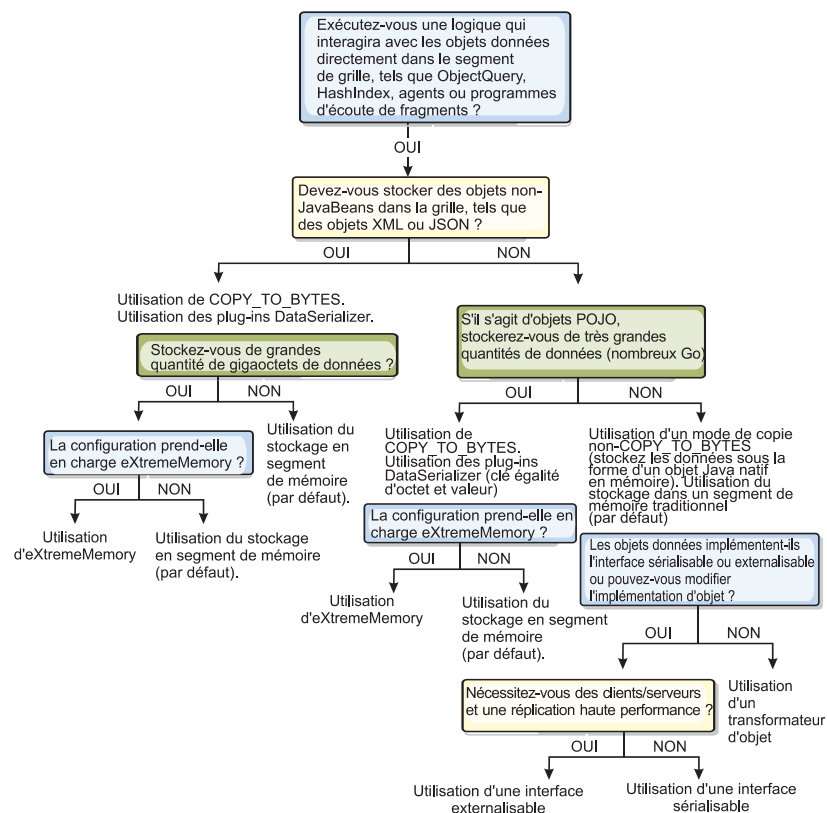 Exécutez-vous une logique qui
interagira avec les objets données
directement dans le segment
de grille, tels que ObjectQuery,
HashIndex, agents ou programmes
d'écoute de fragments ?
OUI
Devez-vous stocker des objets non-
JavaBeans dans la grille, tels que
des objets XML ou JSON ?
OUI
NON
Utilisation de COPY_TO_BYTES.
Utilisation des plug-ins DataSerializer.
Stockez-vous de grandes
quantité de gigaoctets de données ?
OUI
NON
La configuration prend-elle
en charge eXtremeMemory ?
Utilisation du
stockage en
segment
de mémoire
(par défaut).
OUI
NON
Utilisation
d'eXtremeMemory
Utilisation du stockage
en segment de mémoire
(par défaut).
S'il s'agit d'objets POJO,
stockerez-vous de très grandes
quantités de données (nombreux Go)
OUI
NON
Utilisation de
COPY_TO_BYTES.
Utilisation des plug-ins
DataSerializer (clé égalité
d'octet et valeur)
La configuration prend-elle en
charge eXtremeMemory ?
OUI
NON
Utilisation
d'eXtremeMemory
Utilisation du
stockage en segment
de mémoire
(par défaut).
Utilisation d'un mode de copie
non-COPY_TO_BYTES
(stockez les données sous la
forme d'un objet Java natif
en mémoire). Utilisation du
stockage dans un segment de
mémoire traditionnel
(par défaut)
Les objets données implémentent-ils
l'interface sérialisable ou externalisable
ou pouvez-vous modifier
l'implémentation d'objet ?
OUI
NON
Nécessitez-vous des clients/serveurs
et une réplication haute performance ?
Utilisation
d'un
transformateur
d'objet
OUI
NON
Utilisation d'une interface
externalisable
Utilisation d'une interface
sérialisable